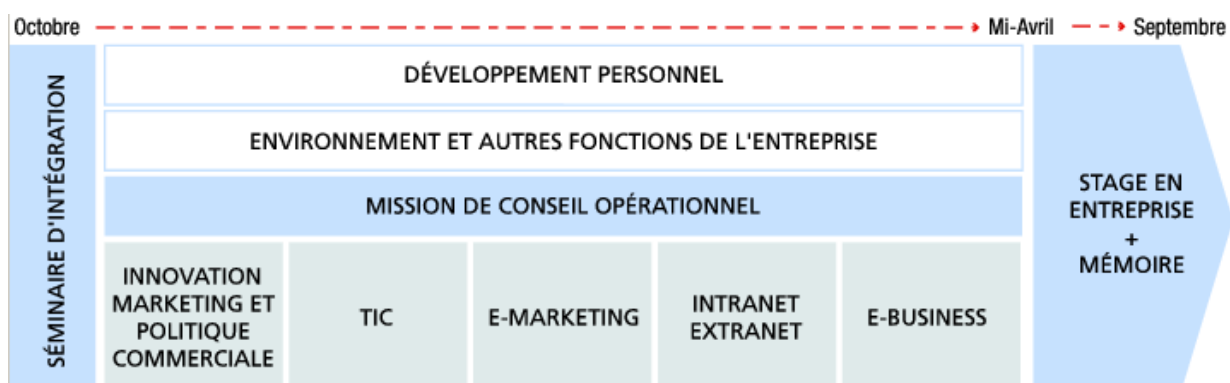 Octobre
Mi-Avril
Septembre
SÉMINAIRE D'INTÉGRATION
DÉVELOPPEMENT PERSONNEL
ENVIRONNEMENT ET AUTRES FONCTIONS DE L'ENTREPRISE
MISSION DE CONSEIL OPÉRATIONNEL
INNOVATION
MARKETING ET
POLITIQUE
COMMERCIALE
TIC
E-MARKETING
INTRANET
EXTRANET
E-BUSINESS
STAGE EN
ENTREPRISE
+
MÉMOIRE